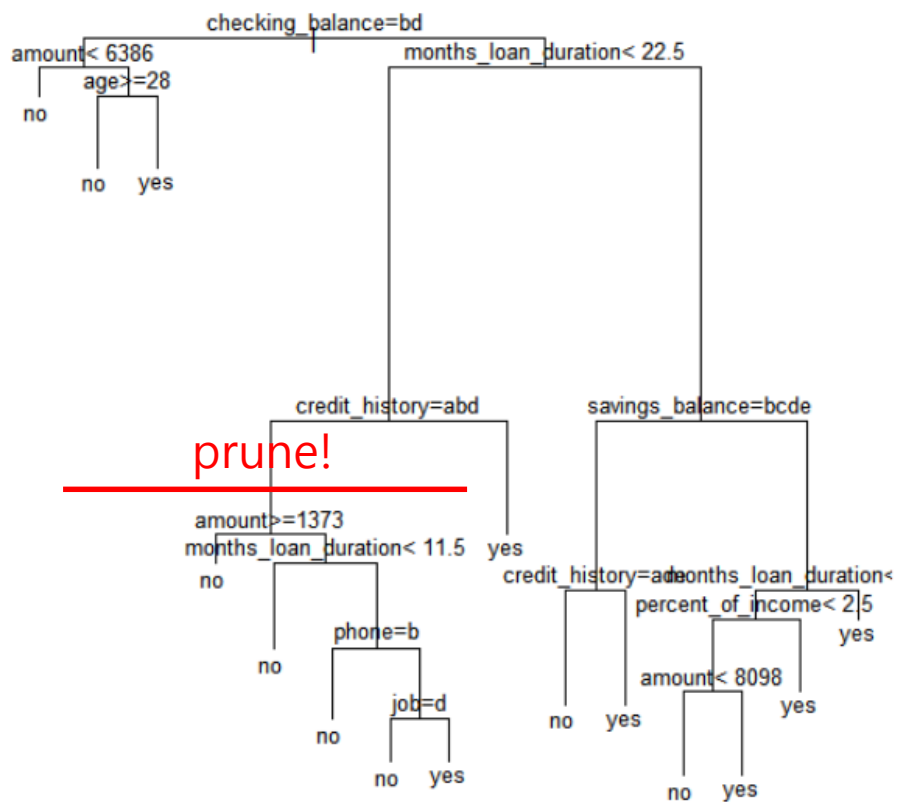 checking_balance=bd
amount< 6386
months_loan_duration< 22.5
age>=28
no
no
yes
credit_history=abd
savings_balance=bcde
prune!
amount>=1373
months_loan_duration< 11.5
yes
no
credit_history=ade
months_loan_duration<
percent_of_income< 2.5
phone=b
yes
no
amount< 8098
job=d
yes
no
yes
no
no
yes
no
yes